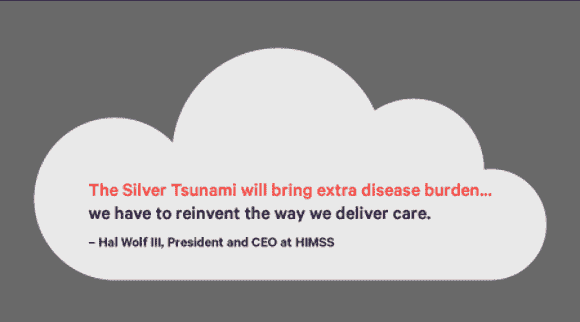 The Silver Tsunami will bring extra disease burden...
we have to reinvent the way we deliver care.
– Hal Wolf III, President and CEO at HIMSS